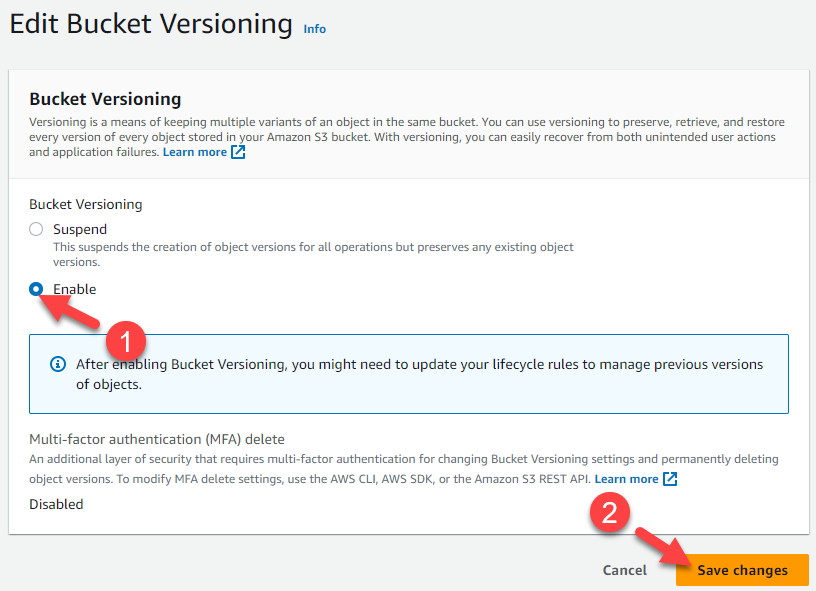 Edit Bucket Versioning Info
Bucket Versioning
Versioning is a means of keeping multiple variants of an object in the same bucket. You can use versioning to preserve, retrieve, and restore
every version of every object stored in your Amazon S3 bucket. With versioning, you can easily recover from both unintended user actions
and application failures. Learn more
Bucket Versioning
Suspend
This suspends the creation of object versions for all operations but preserves any existing object
versions.
Enable
1
After enabling Bucket Versioning, you might need to update your lifecycle rules to manage previous versions
of objects.
Multi-factor authentication (MFA) delete
An additional layer of security that requires multi-factor authentication for changing Bucket Versioning settings and permanently deleting
object versions. To modify MFA delete settings, use the AWS CLI, AWS SDK, or the Amazon S3 REST API. Learn more
Disabled
2
Cancel Save changes